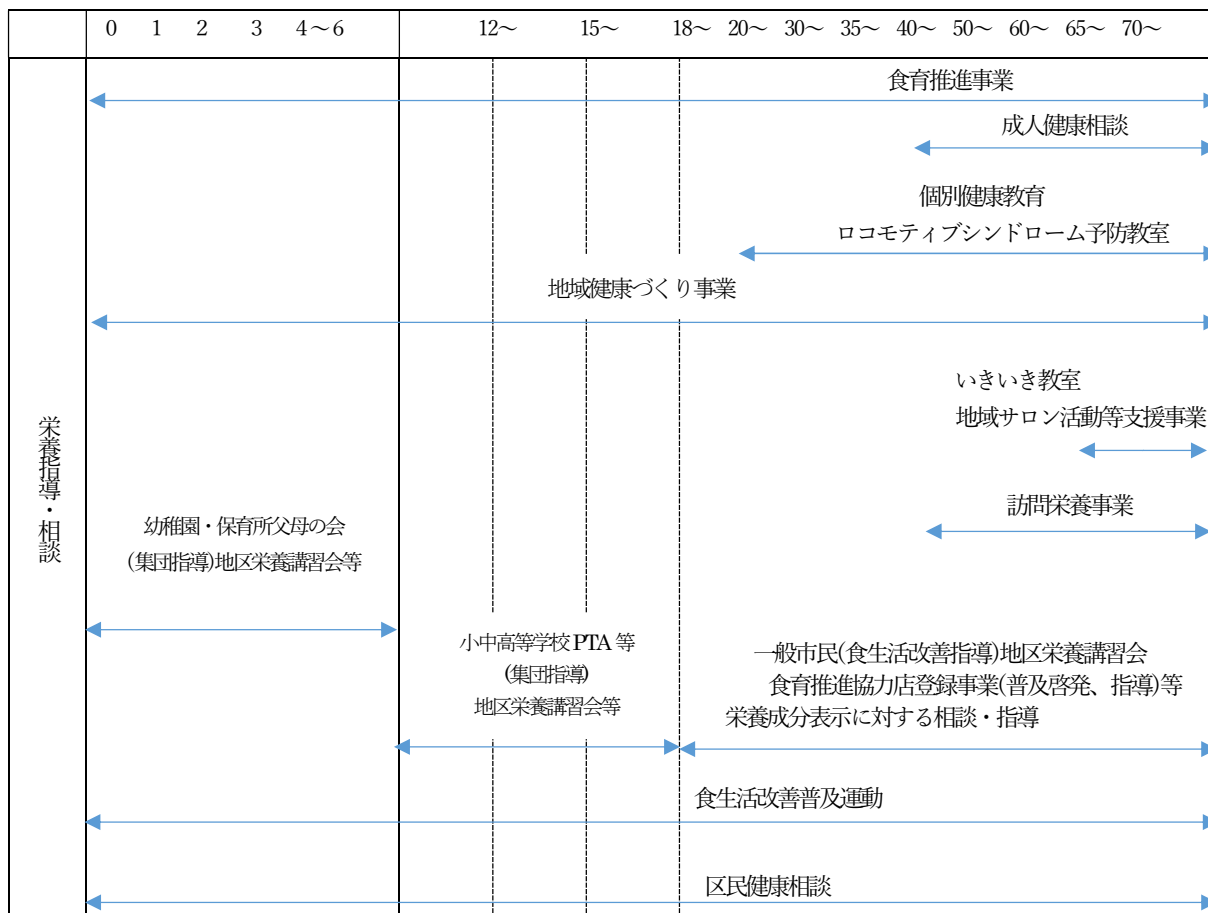 0 1 2 3 4～6 12～ 15～ 18～ 20～ 30～ 35～ 40～ 50～ 60～ 65～ 70～
栄養指導・相談
食育推進事業
成人健康相談
個別健康教育
ロコモティブシンドローム予防教室
地域健康づくり事業
いきいき教室
地域サロン活動等支援事業
訪問栄養事業
幼稚園・保育所父母の会
(集団指導)地区栄養講習会等
小中高等学校 PTA 等
(集団指導)
地区栄養講習会等
一般市民(食生活改善指導)地区栄養講習会
食育推進協力店登録事業(普及啓発、指導)等
栄養成分表示に対する相談・指導
食生活改善普及運動
区民健康相談